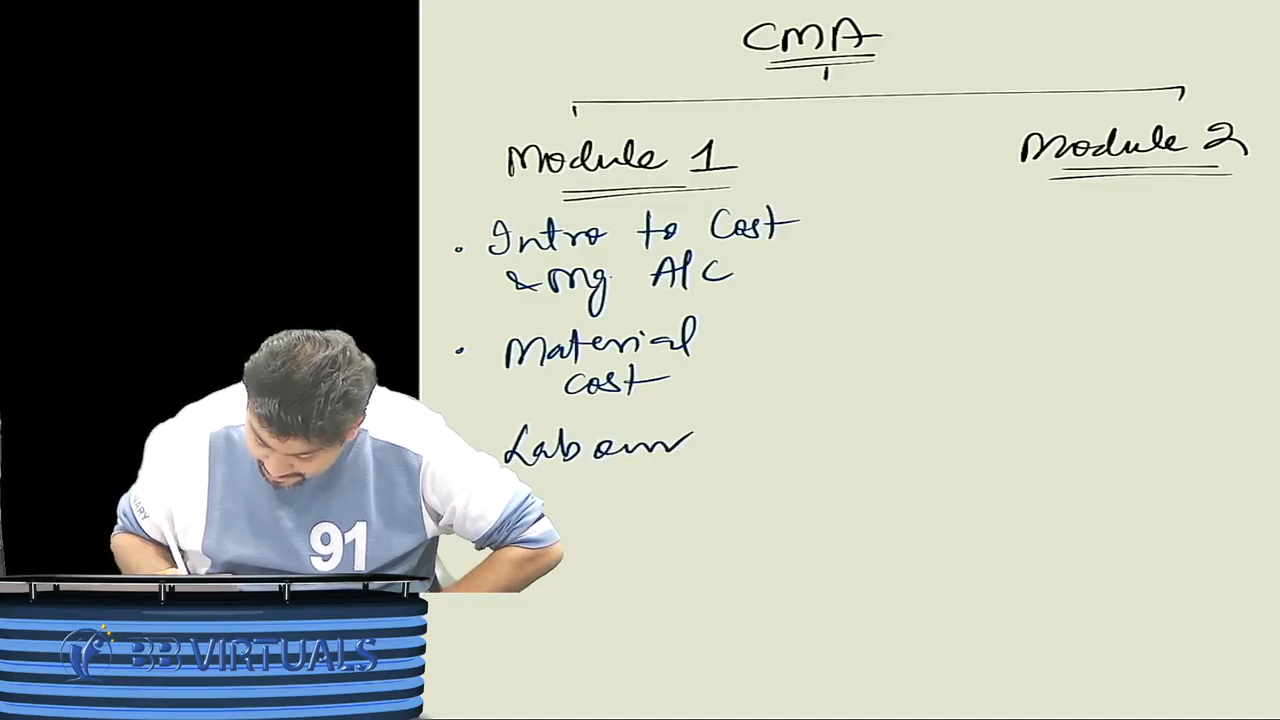 CMA
Module 1
Module 2
• Intro to Cost
& Mg. A/C
• Material
Cost
Labour
91
BB VIRTUALS